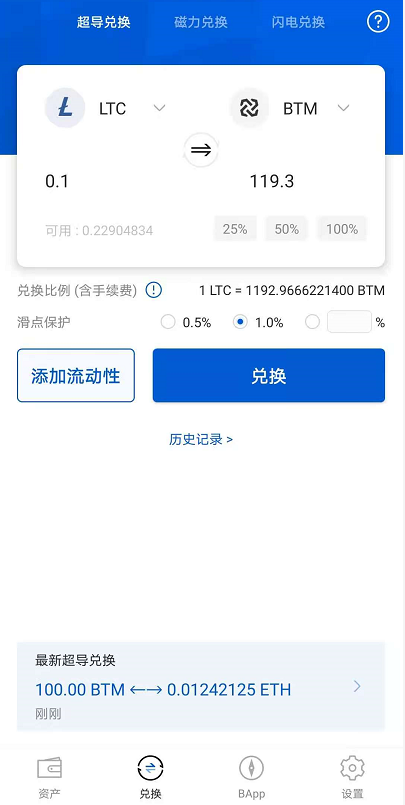 超导兑换 磁力兑换 闪电兑换 ?
LTC BTM
0.1 119.3
可用 : 0.22904834 25% 50% 100%
兑换比例 (含手续费) 1 LTC = 1192.9666221400 BTM
滑点保护 0.5% 1.0% %
添加流动性 兑换
历史记录 >
最新超导兑换
100.00 BTM ←→ 0.01242125 ETH
刚刚
资产 兑换 BApp 设置